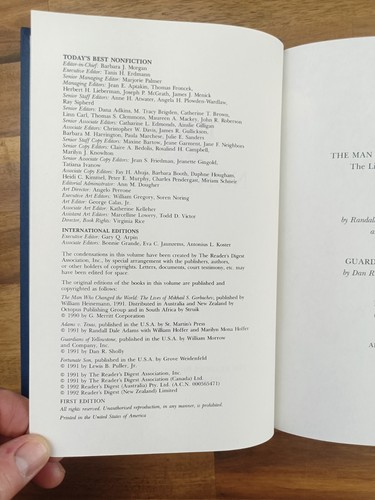 TODAY'S BEST NONFICTION
Editor-in-Chief: Barbara J. Morgan
Executive Editor: Tanis H. Erdmann
Senior Managing Editor: Marjorie Palmer
Managing Editors: Jean E. Aptakin, Thomas Froncek,
Herbert H. Lieberman, Joseph P. McGrath, James J. Menick
Senior Staff Editors: Anne H. Atwater, Angela H. Plowden-Wardlaw,
Ray Sipherd
Senior Editors: Dana Adkins, M. Tracy Brigden, Catherine T. Brown,
Linn Carl, Thomas S. Clemmons, Maureen A. Mackey, John R. Roberson
Senior Associate Editors: Catharine L. Edmonds, Ainslie Gilligan
Associate Editors: Christopher W. Davis, James R. Gullickson,
Barbara M. Harrington, Paula Marchese, Julie E. Sanders
Senior Staff Copy Editors: Maxine Bartow, Jeane Garment, Jane F. Neighbors
Senior Copy Editors: Claire A. Bedolis, Rosalind H. Campbell,
Marilyn J. Knowlton
Senior Associate Copy Editors: Jean S. Friedman, Jeanette Gingold,
Tatiana Ivanow
Associate Copy Editors: Fay H. Ahuja, Barbara Booth, Daphne Hougham,
Heidi C. Kimmel, Peter E. Murphy, Charles Pendergast, Miriam Schneir
Editorial Administrator: Ann M. Dougher
Art Director: Angelo Perrone
Executive Art Editors: William Gregory, Soren Noring
Art Editor: George Calas, Jr.
Associate Art Editor: Katherine Kelleher
Assistant Art Editors: Marcelline Lowery, Todd D. Victor
Director, Book Rights: Virginia Rice
INTERNATIONAL EDITIONS
Executive Editor: Gary Q. Arpin
Associate Editors: Bonnie Grande, Eva C. Jaunzems, Antonius L. Koster
The condensations in this volume have been created by The Reader's Digest
Association, Inc., by special arrangement with the publishers, authors,
or other holders of copyrights. Letters, documents, court testimony, etc. may
have been edited for space.
The original editions of the books in this volume are published and
copyrighted as follows:
The Man Who Changed the World: The Lives of Mikhail S. Gorbachev, published by
William Heinemann, 1991. Distributed in Australia and New Zealand by
Octopus Publishing Group and in South Africa by Struik
© 1990 by G. Merritt Corporation
Adams v. Texas, published in the U.S.A. by St. Martin's Press
© 1991 by Randall Dale Adams with William Hoffer and Marilyn Mona Hoffer
Guardians of Yellowstone, published in the U.S.A. by William Morrow
and Company, Inc.
© 1991 by Dan R. Sholly
Fortunate Son, published in the U.S.A. by Grove Weidenfeld
© 1991 by Lewis B. Puller, Jr.
© 1991 by The Reader's Digest Association, Inc.
© 1991 by The Reader's Digest Association (Canada) Ltd.
© 1992 Reader's Digest (Australia) Pty. Ltd. (A.C.N. 000565471)
© 1992 Reader's Digest (New Zealand) Limited
FIRST EDITION
All rights reserved. Unauthorised reproduction, in any manner, is prohibited.
Printed in the United States of America
THE MAN
The Li
by Randal
a
GUARD
by Dan R
A